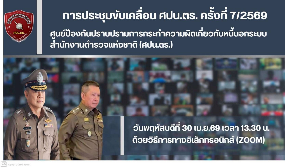 การประชุมขับเคลื่อน ศปน.ตร. ครั้งที่ 7/2569
ศูนย์ป้องกันปราบปรามการกระทำความผิดเกี่ยวกับหนี้นอกระบบ
สำนักงานตำรวจแห่งชาติ (ศปน.ตร.)
วันพฤหัสบดีที่ 30 เม.ย.69 เวลา 13.30 น.
ด้วยวิธีการทางอิเล็กทรอนิกส์ (ZOOM)